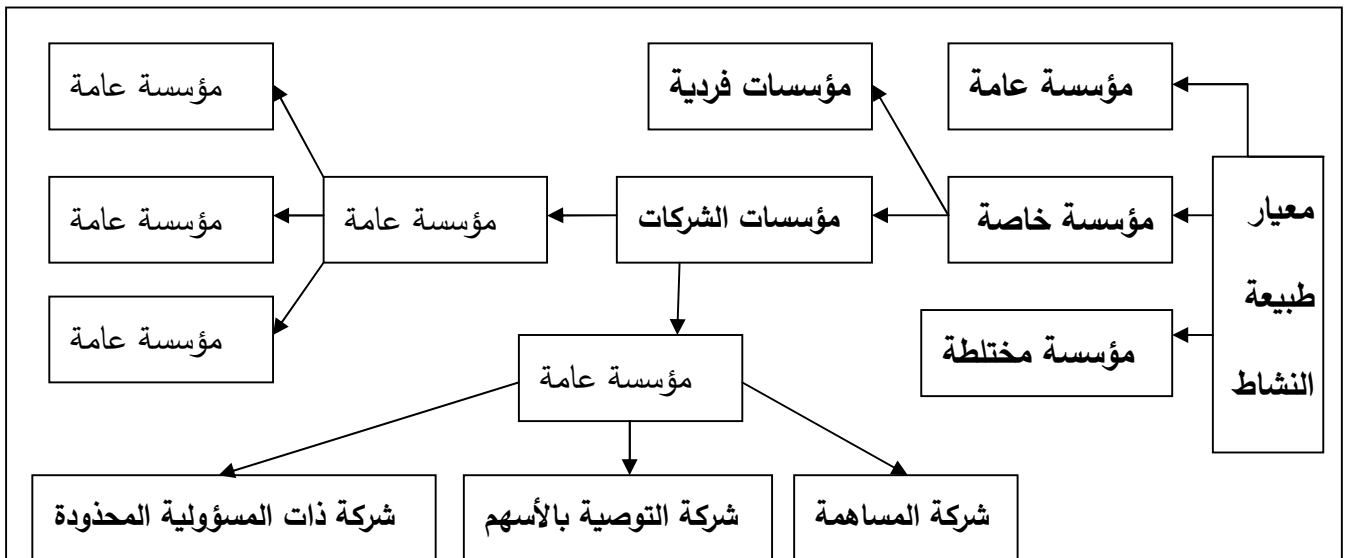 مؤسسة عامة
مؤسسات فردية
مؤسسة عامة
معيار
طبيعة
النشاط
مؤسسة خاصة
مؤسسات الشركات
مؤسسة عامة
مؤسسة عامة
مؤسسة مختلطة
مؤسسة عامة
مؤسسة عامة
شركة المساهمة
شركة التوصية بالأسهم
شركة ذات المسؤولية المحذودة